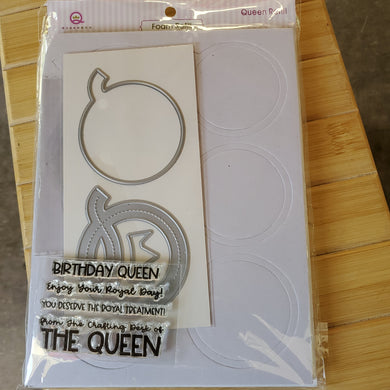 Queen
BIRTHDAY QUEEN
Enjoy Your Royal Day!
YOU DESERVE THE ROYAL TREATMENT!
From The Crafting Desk of
THE QUEEN